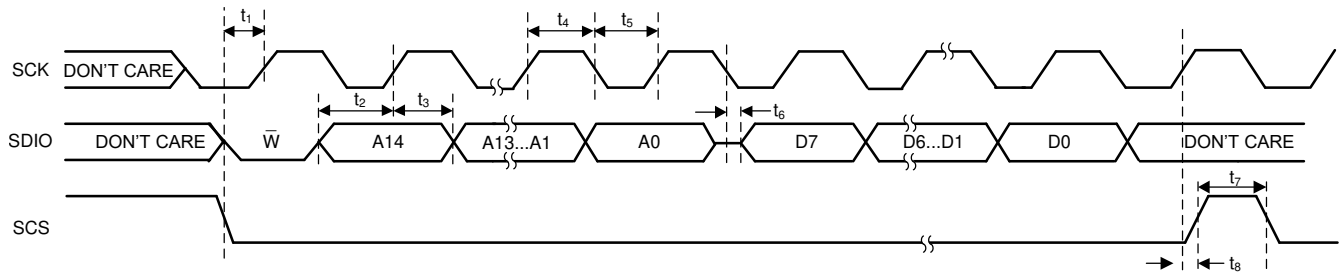 t1 t4 t5
SCK DON'T CARE
t2 t3 t6
SDIO DON'T CARE W̅ A14 A13...A1 A0 D7 D6...D1 D0 DON'T CARE
t7
SCS
t8